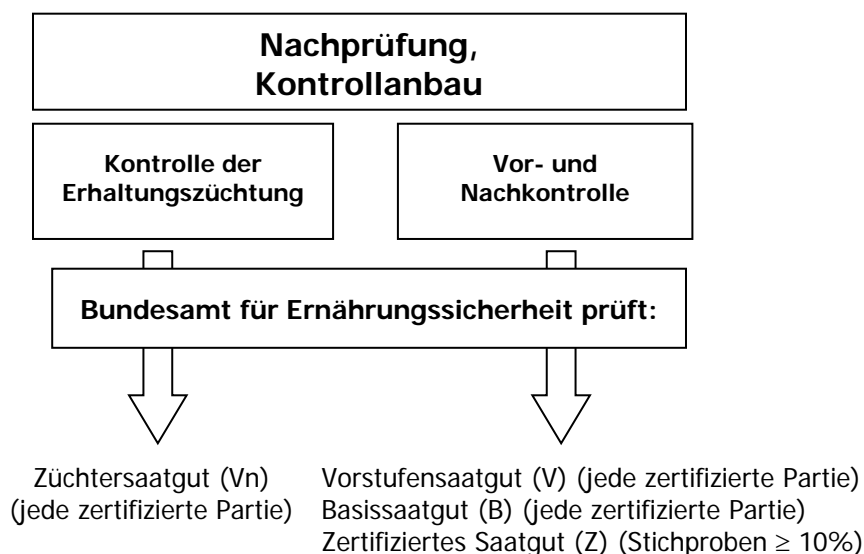 Nachprüfung,
Kontrollanbau
Kontrolle der
Erhaltungszüchtung
Vor- und
Nachkontrolle
Bundesamt für Ernährungssicherheit prüft:
Züchtersaatgut (Vn)
(jede zertifizierte Partie)
Vorstufensaatgut (V) (jede zertifizierte Partie)
Basissaatgut (B) (jede zertifizierte Partie)
Zertifiziertes Saatgut (Z) (Stichproben ≥ 10%)